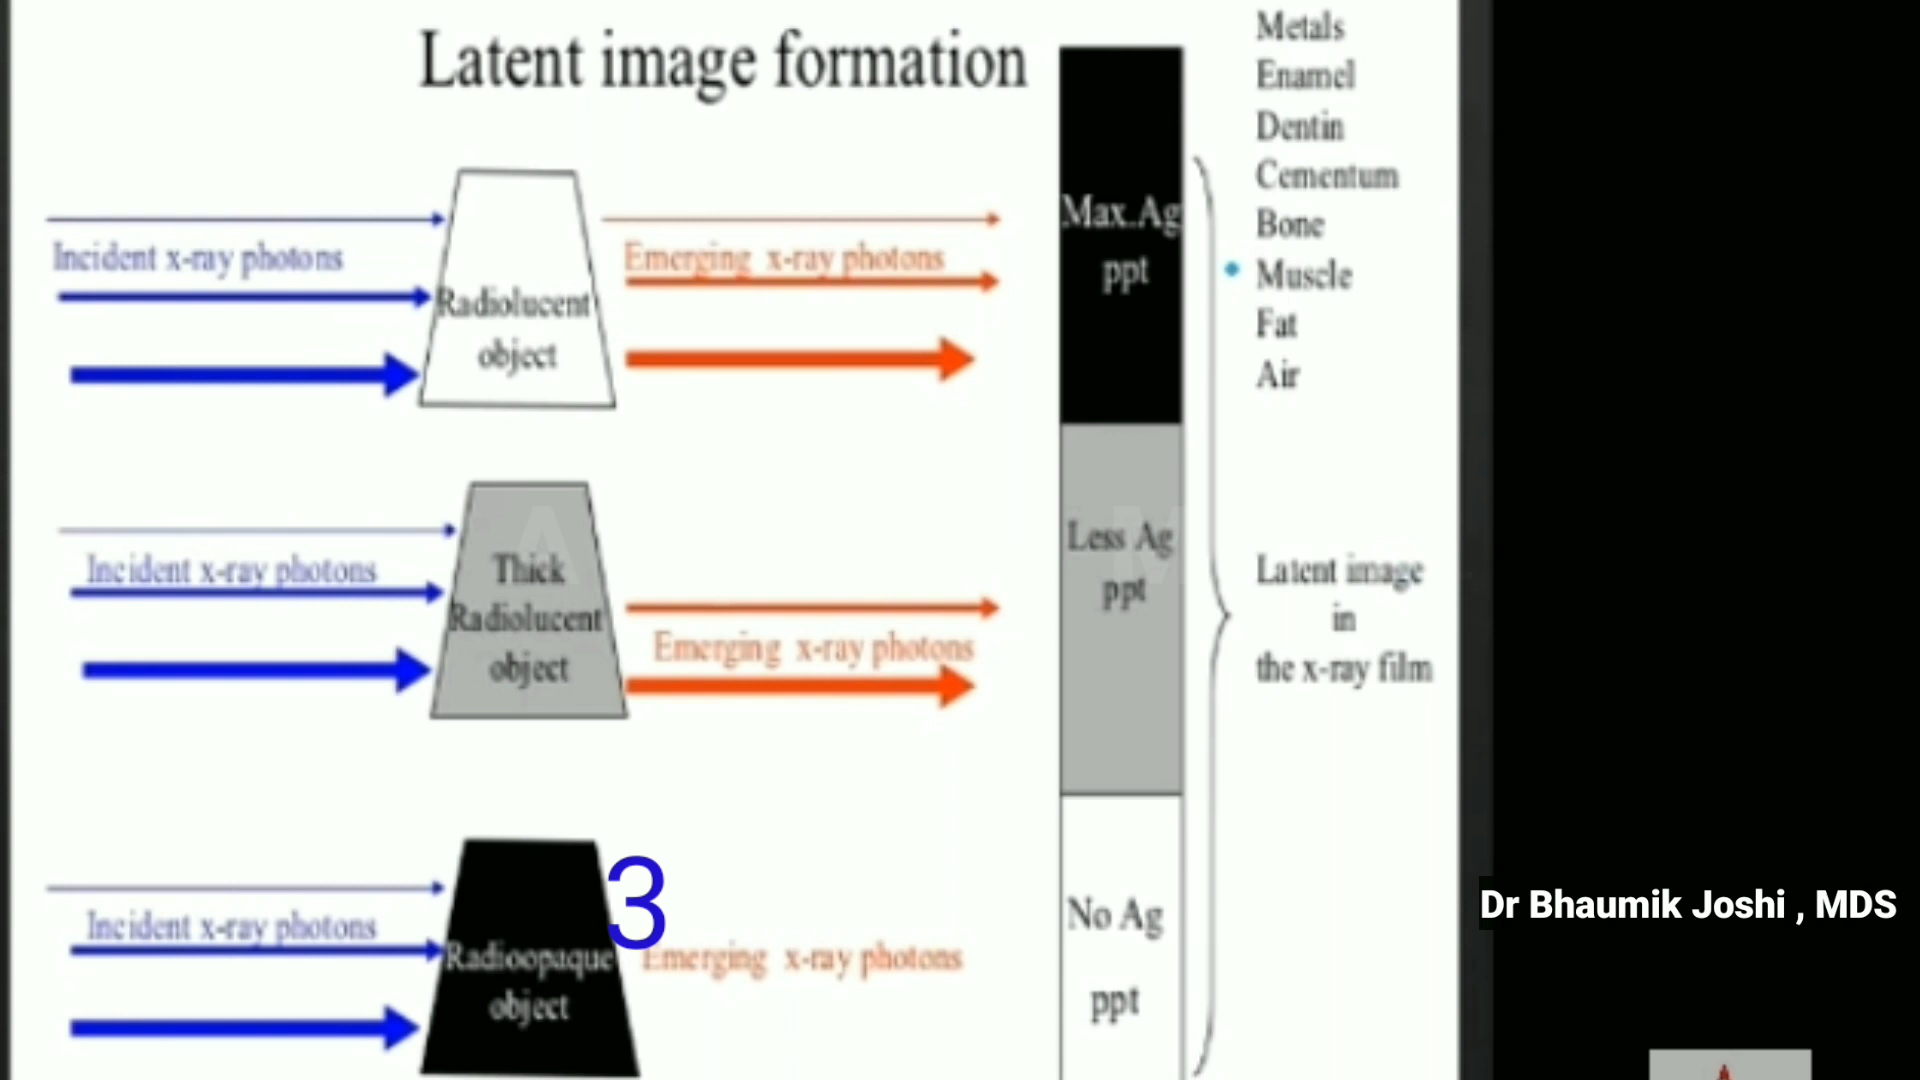 Latent image formation
Metals
Enamel
Dentin
Cementum
Bone
Muscle
Fat
Air
Incident x-ray photons
Radiolucent
object
Emerging x-ray photons
Max.Ag
ppt
Incident x-ray photons
Thick
Radiolucent
object
Emerging x-ray photons
Less Ag
ppt
Latent image
in
the x-ray film
Incident x-ray photons
Radioopaque
object
3
Emerging x-ray photons
No Ag
ppt
Dr Bhaumik Joshi , MDS
A M